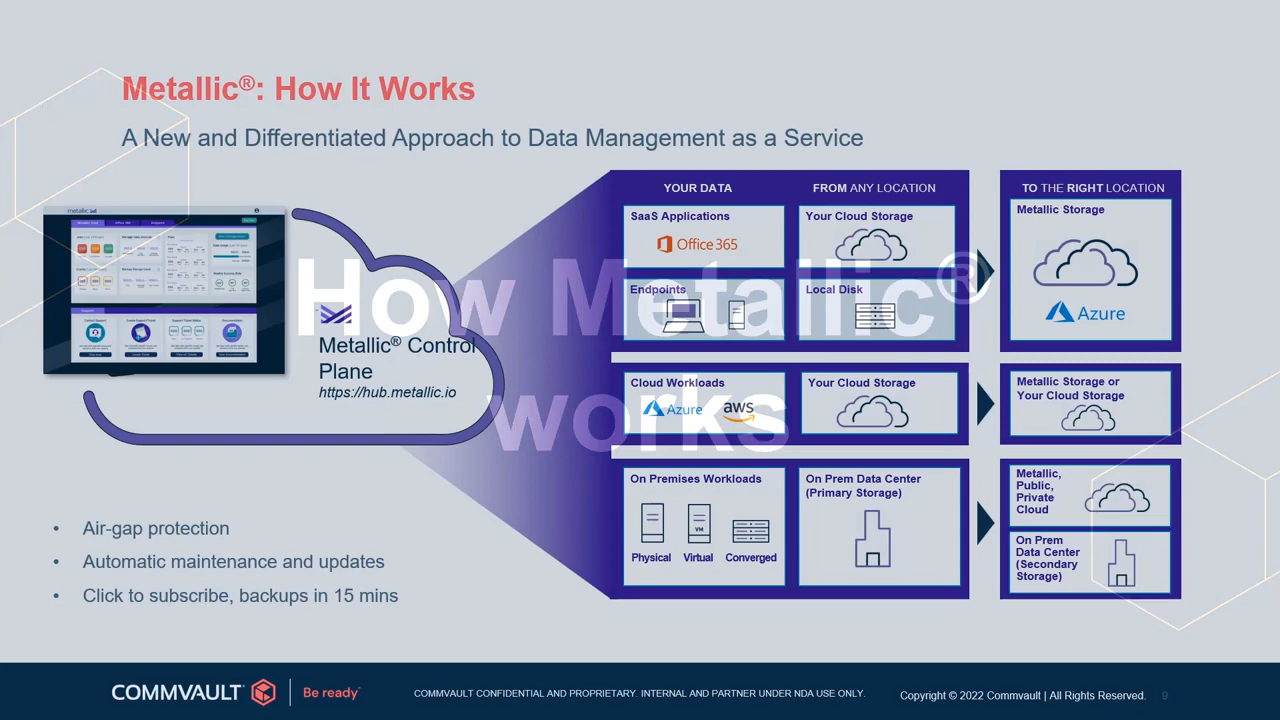 Metallic®: How It Works
A New and Differentiated Approach to Data Management as a Service
metallic
How Metallic®
works
Metallic® Control
Plane
https://hub.metallic.io
YOUR DATA
FROM ANY LOCATION
TO THE RIGHT LOCATION
SaaS Applications
Office 365
Your Cloud Storage
Metallic Storage
Azure
Endpoints
Local Disk
Cloud Workloads
Azure
aws
Your Cloud Storage
Metallic Storage or
Your Cloud Storage
On Premises Workloads
VM
Physical
Virtual
Converged
On Prem Data Center
(Primary Storage)
Metallic,
Public,
Private
Cloud
On Prem
Data Center
(Secondary
Storage)
• Air-gap protection
• Automatic maintenance and updates
• Click to subscribe, backups in 15 mins
COMMVAULT
Be ready
COMMVAULT CONFIDENTIAL AND PROPRIETARY. INTERNAL AND PARTNER UNDER NDA USE ONLY.
Copyright © 2022 Commvault | All Rights Reserved.
9